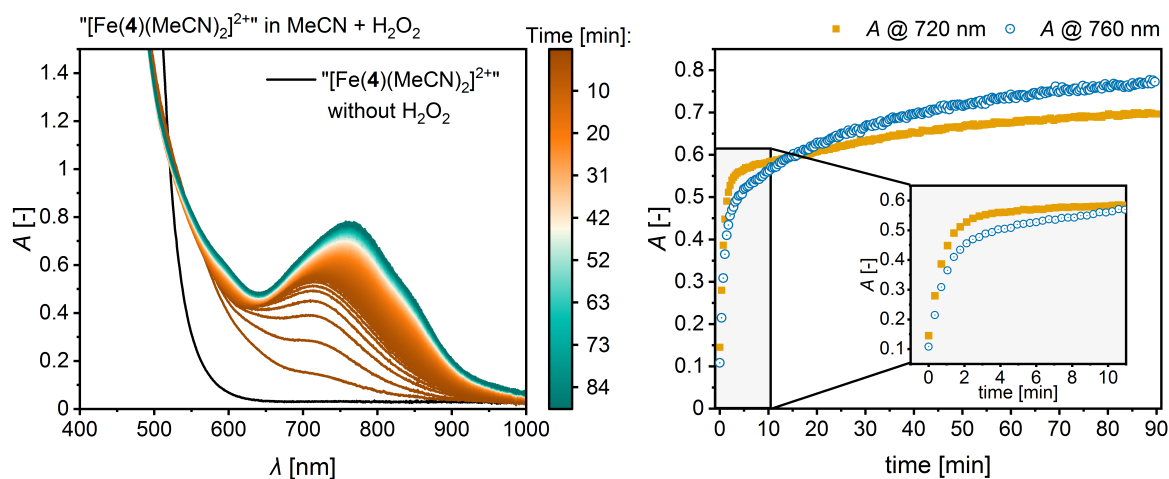 "[Fe(4)(MeCN)₂]²⁺" in MeCN + H₂O₂
Time [min]:
"[Fe(4)(MeCN)₂]²⁺"
without H₂O₂
1.4
1.2
1
0.8
0.6
0.4
0.2
0
A [-]
400 500 600 700 800 900 1000
λ [nm]
10
20
31
42
52
63
73
84
A @ 720 nm
A @ 760 nm
0.8
0.7
0.6
0.5
0.4
0.3
0.2
0.1
0
A [-]
0 10 20 30 40 50 60 70 80 90
time [min]
0.6
0.5
0.4
0.3
0.2
0.1
A [-]
0 2 4 6 8 10
time [min]